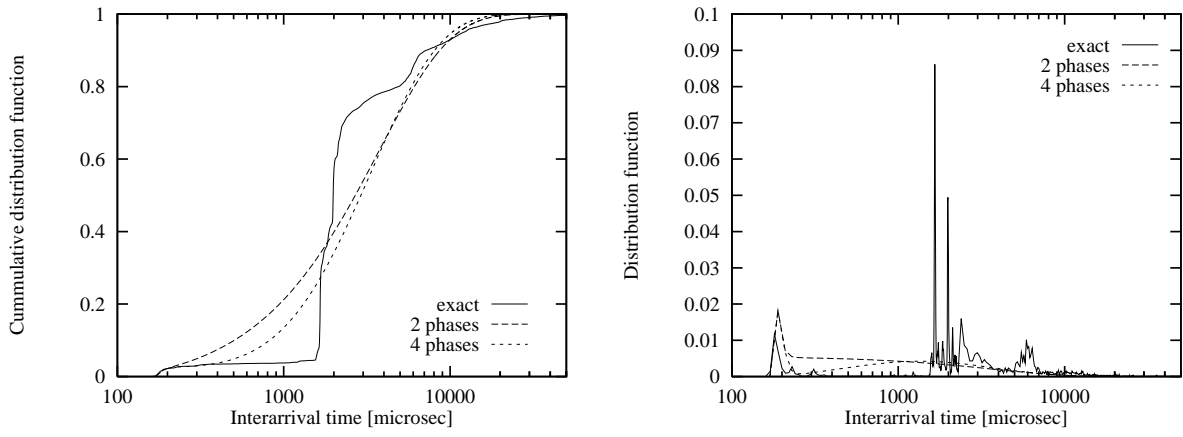 Cummulative distribution function
1
0.8
0.6
0.4
0.2
0
100
1000
10000
Interarrival time [microsec]
exact
2 phases
4 phases
Distribution function
0.1
0.09
0.08
0.07
0.06
0.05
0.04
0.03
0.02
0.01
0
100
1000
10000
Interarrival time [microsec]
exact
2 phases
4 phases